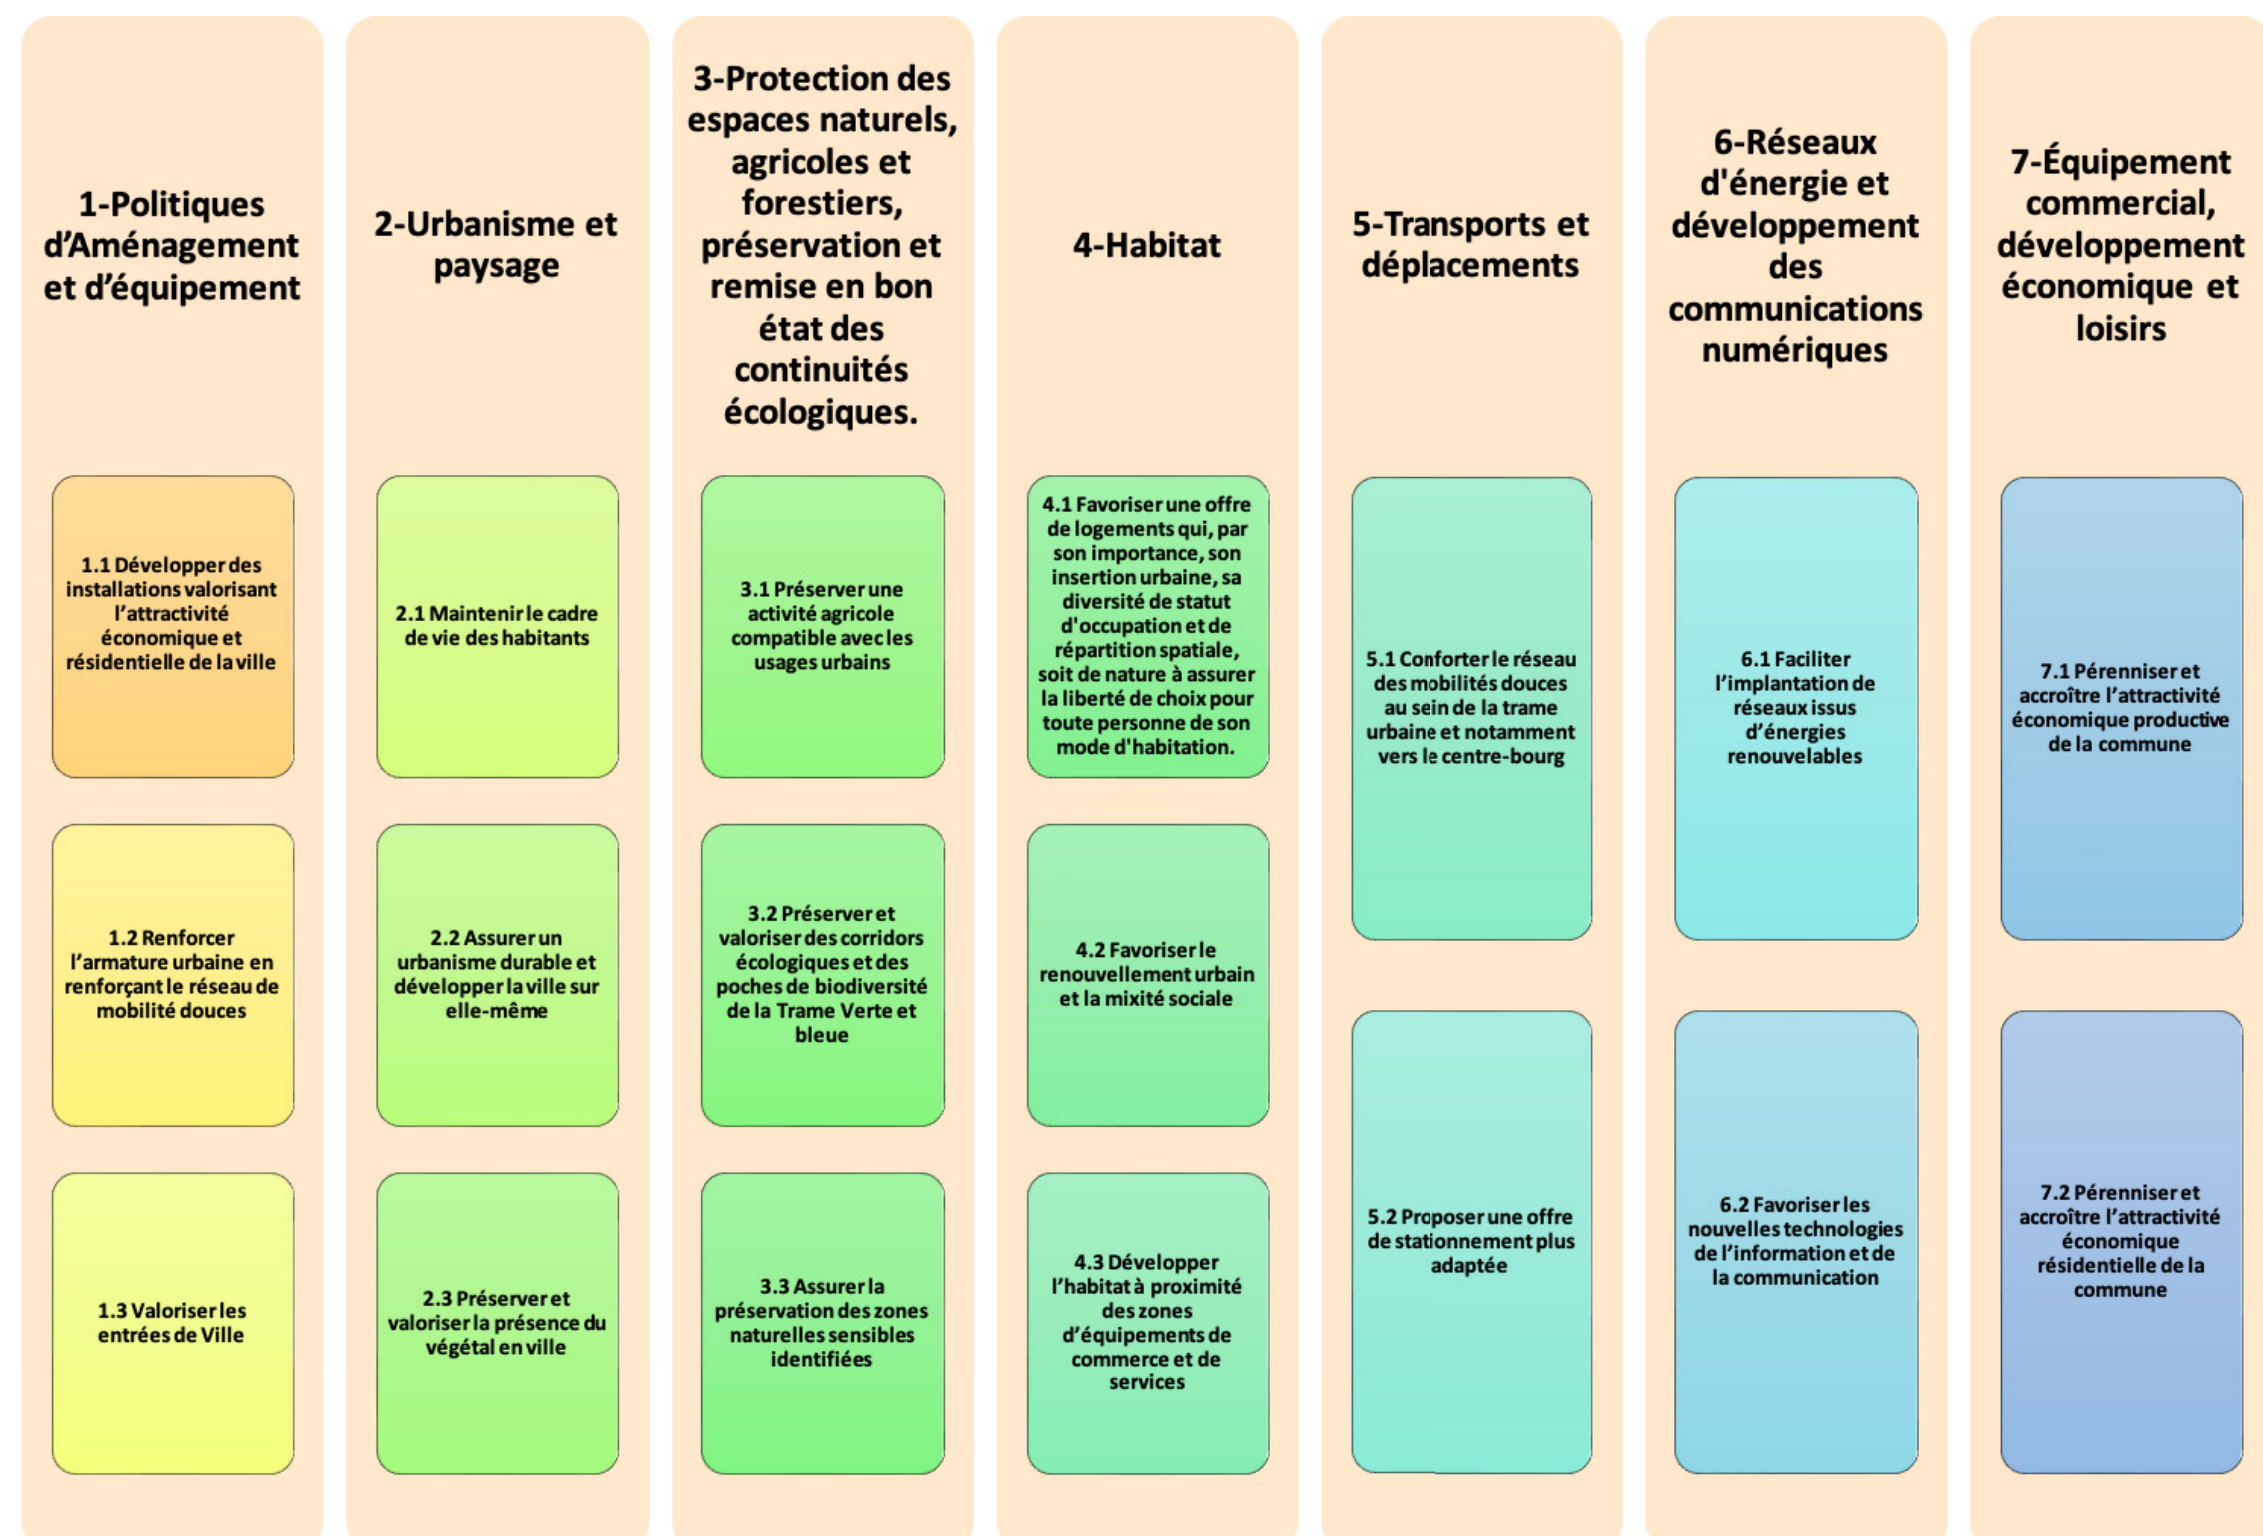 1-Politiques
d’Aménagement
et d’équipement
1.1 Développer des
installations valorisant
l’attractivité
économique et
résidentielle de la ville
1.2 Renforcer
l’armature urbaine en
renforçant le réseau de
mobilité douces
1.3 Valoriser les
entrées de Ville
2-Urbanisme et
paysage
2.1 Maintenir le cadre
de vie des habitants
2.2 Assurer un
urbanisme durable et
développer la ville sur
elle-même
2.3 Préserver et
valoriser la présence du
végétal en ville
3-Protection des
espaces naturels,
agricoles et
forestiers,
préservation et
remise en bon
état des
continuités
écologiques.
3.1 Préserver une
activité agricole
compatible avec les
usages urbains
3.2 Préserver et
valoriser des corridors
écologiques et des
poches de biodiversité
de la Trame Verte et
bleue
3.3 Assurer la
préservation des zones
naturelles sensibles
identifiées
4-Habitat
4.1 Favoriser une offre
de logements qui, par
son importance, son
insertion urbaine, sa
diversité de statut
d'occupation et de
répartition spatiale,
soit de nature à assurer
la liberté de choix pour
toute personne de son
mode d'habitation.
4.2 Favoriser le
renouvellement urbain
et la mixité sociale
4.3 Développer
l’habitat à proximité
des zones
d’équipements de
commerce et de
services
5-Transports et
déplacements
5.1 Conforter le réseau
des mobilités douces
au sein de la trame
urbaine et notamment
vers le centre-bourg
5.2 Proposer une offre
de stationnement plus
adaptée
6-Réseaux
d'énergie et
développement
des
communications
numériques
6.1 Faciliter
l’implantation de
réseaux issus
d’énergies
renouvelables
6.2 Favoriser les
nouvelles technologies
de l’information et de
la communication
7-Équipement
commercial,
développement
économique et
loisirs
7.1 Pérenniser et
accroître l’attractivité
économique productive
de la commune
7.2 Pérenniser et
accroître l’attractivité
économique
résidentielle de la
commune